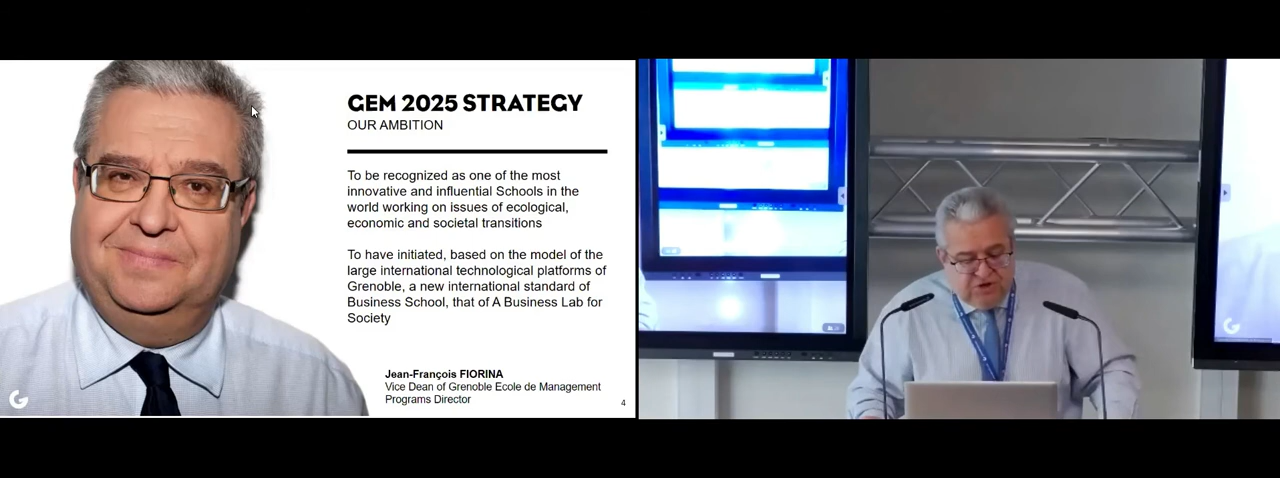 GEM 2025 STRATEGY
OUR AMBITION
To be recognized as one of the most
innovative and influential Schools in the
world working on issues of ecological,
economic and societal transitions
To have initiated, based on the model of the
large international technological platforms of
Grenoble, a new international standard of
Business School, that of A Business Lab for
Society
Jean-François FIORINA
Vice Dean of Grenoble Ecole de Management
Programs Director
4